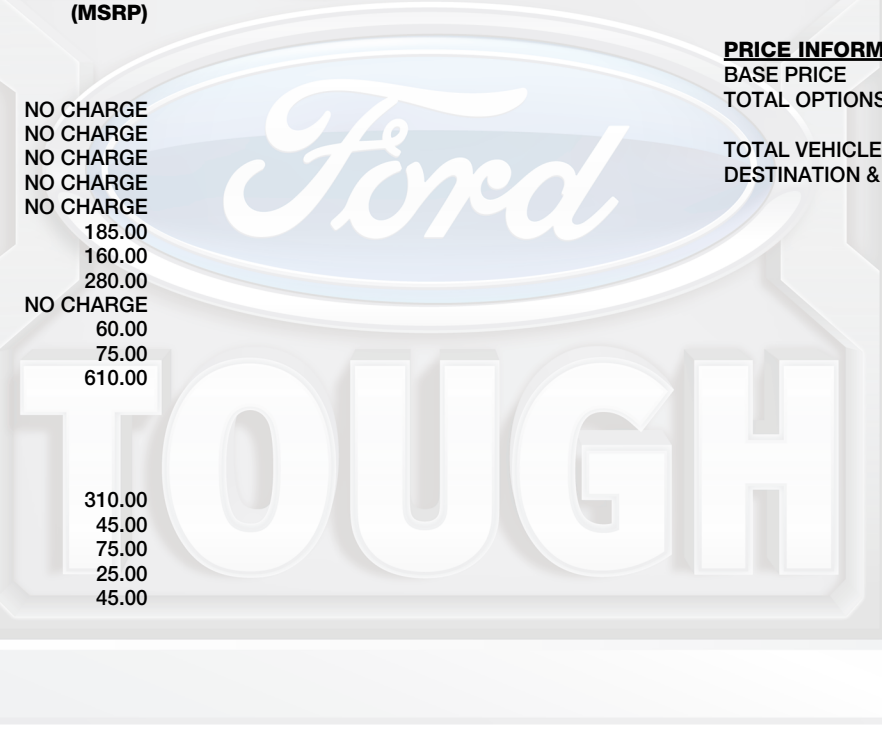 (MSRP)
NO CHARGE
NO CHARGE
NO CHARGE
NO CHARGE
NO CHARGE
185.00
160.00
280.00
NO CHARGE
60.00
75.00
610.00
310.00
45.00
75.00
25.00
45.00
PRICE INFORM
BASE PRICE
TOTAL OPTIONS
TOTAL VEHICLE
DESTINATION &
Ford
TOUGH